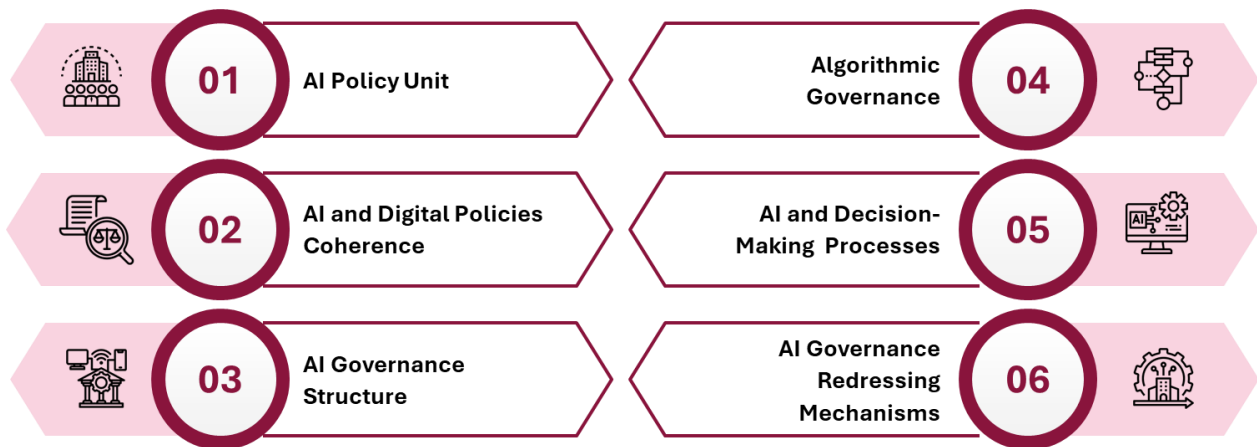 01
AI Policy Unit
02
AI and Digital Policies
Coherence
03
AI Governance
Structure
Algorithmic
Governance
04
AI and Decision-
Making Processes
05
AI Governance
Redressing
Mechanisms
06
AI